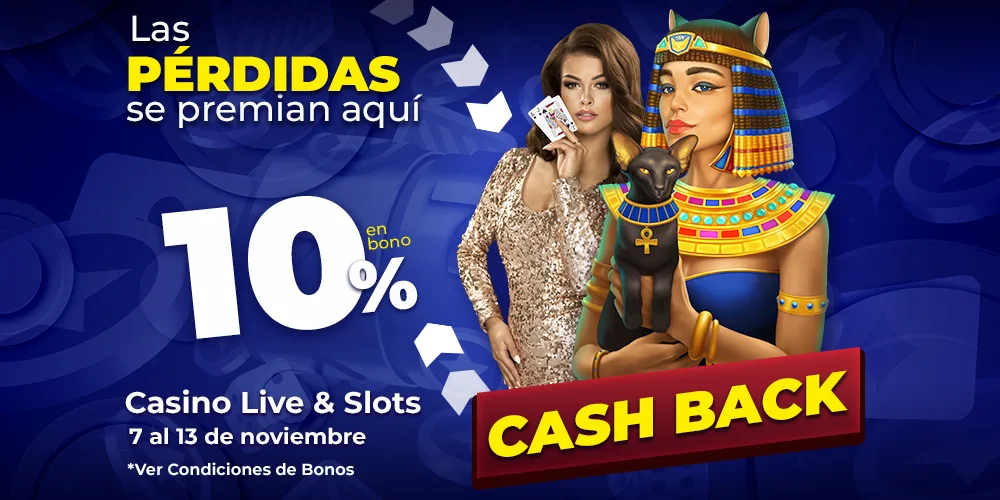 Las
PÉRDIDAS
se premian aquí
10%
en
bono
Casino Live & Slots
7 al 13 de noviembre
*Ver Condiciones de Bonos
CASH BACK